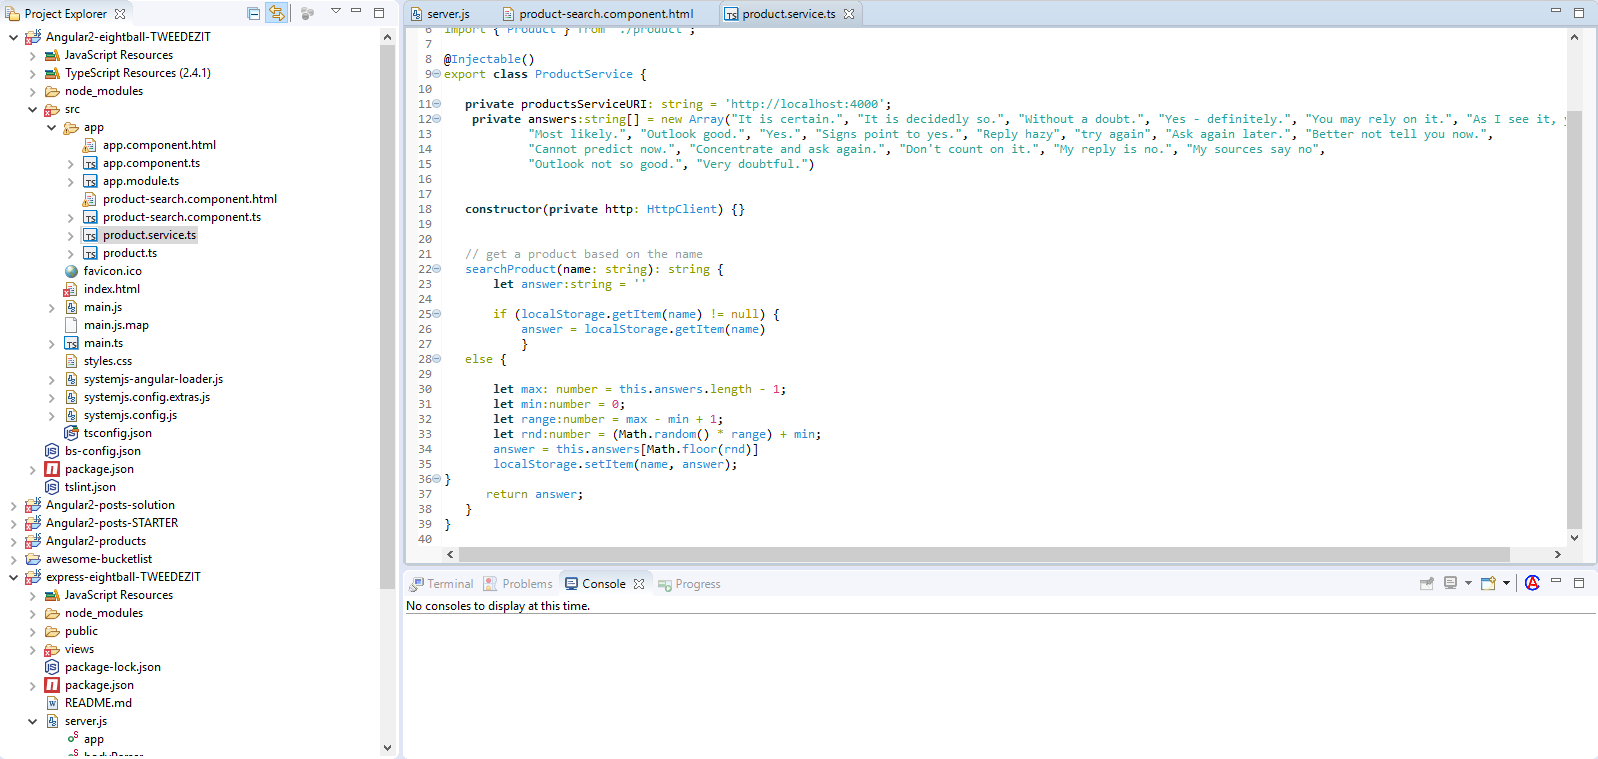 Project Explorer
Angular2-eightball-TWEEDEZIT
JavaScript Resources
TypeScript Resources (2.4.1)
node_modules
src
app
app.component.html
app.component.ts
app.module.ts
product-search.component.html
product-search.component.ts
product.service.ts
product.ts
favicon.ico
index.html
main.js
main.js.map
main.ts
styles.css
systemjs-angular-loader.js
systemjs.config.extras.js
systemjs.config.js
tsconfig.json
bs-config.json
package.json
tslint.json
Angular2-posts-solution
Angular2-posts-STARTER
Angular2-products
awesome-bucketlist
express-eightball-TWEEDEZIT
JavaScript Resources
node_modules
public
views
package-lock.json
package.json
README.md
server.js
app
bodyParser
server.js product-search.component.html product.service.ts
6 import { Product } from './product';
7
8 @Injectable()
9 export class ProductService {
10
11 private productsServiceURI: string = 'http://localhost:4000';
12 private answers:string[] = new Array("It is certain.", "It is decidedly so.", "Without a doubt.", "Yes - definitely.", "You may rely on it.", "As I see it,
13 "Most likely.", "Outlook good.", "Yes.", "Signs point to yes.", "Reply hazy", "try again", "Ask again later.", "Better not tell you now.",
14 "Cannot predict now.", "Concentrate and ask again.", "Don't count on it.", "My reply is no.", "My sources say no",
15 "Outlook not so good.", "Very doubtful.")
16
17
18 constructor(private http: HttpClient) {}
19
20
21 // get a product based on the name
22 searchProduct(name: string): string {
23 let answer:string = ''
24
25 if (localStorage.getItem(name) != null) {
26 answer = localStorage.getItem(name)
27 }
28 else {
29
30 let max: number = this.answers.length - 1;
31 let min:number = 0;
32 let range:number = max - min + 1;
33 let rnd:number = (Math.random() * range) + min;
34 answer = this.answers[Math.floor(rnd)]
35 localStorage.setItem(name, answer);
36 }
37 return answer;
38 }
39 }
40
Terminal Problems Console Progress
No consoles to display at this time.